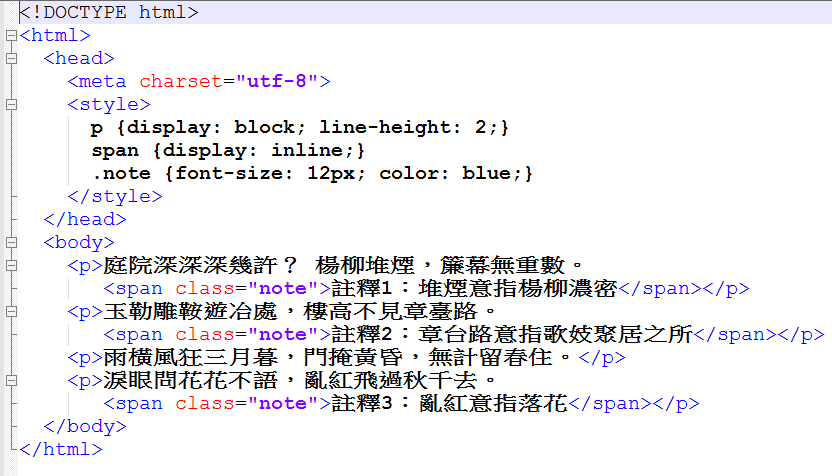 <!DOCTYPE html>
<html>
<head>
<meta charset="utf-8">
<style>
p {display: block; line-height: 2;}
span {display: inline;}
.note {font-size: 12px; color: blue;}
</style>
</head>
<body>
<p>庭院深深深幾許? 楊柳堆煙,簾幕無重數。
<span class="note">註釋1:堆煙意指楊柳濃密</span></p>
<p>玉勒雕鞍遊冶處,樓高不見章臺路。
<span class="note">註釋2:章台路意指歌妓聚居之所</span></p>
<p>雨橫風狂三月暮,門掩黃昏,無計留春住。</p>
<p>淚眼問花花不語,亂紅飛過秋千去。
<span class="note">註釋3:亂紅意指落花</span></p>
</body>
</html>